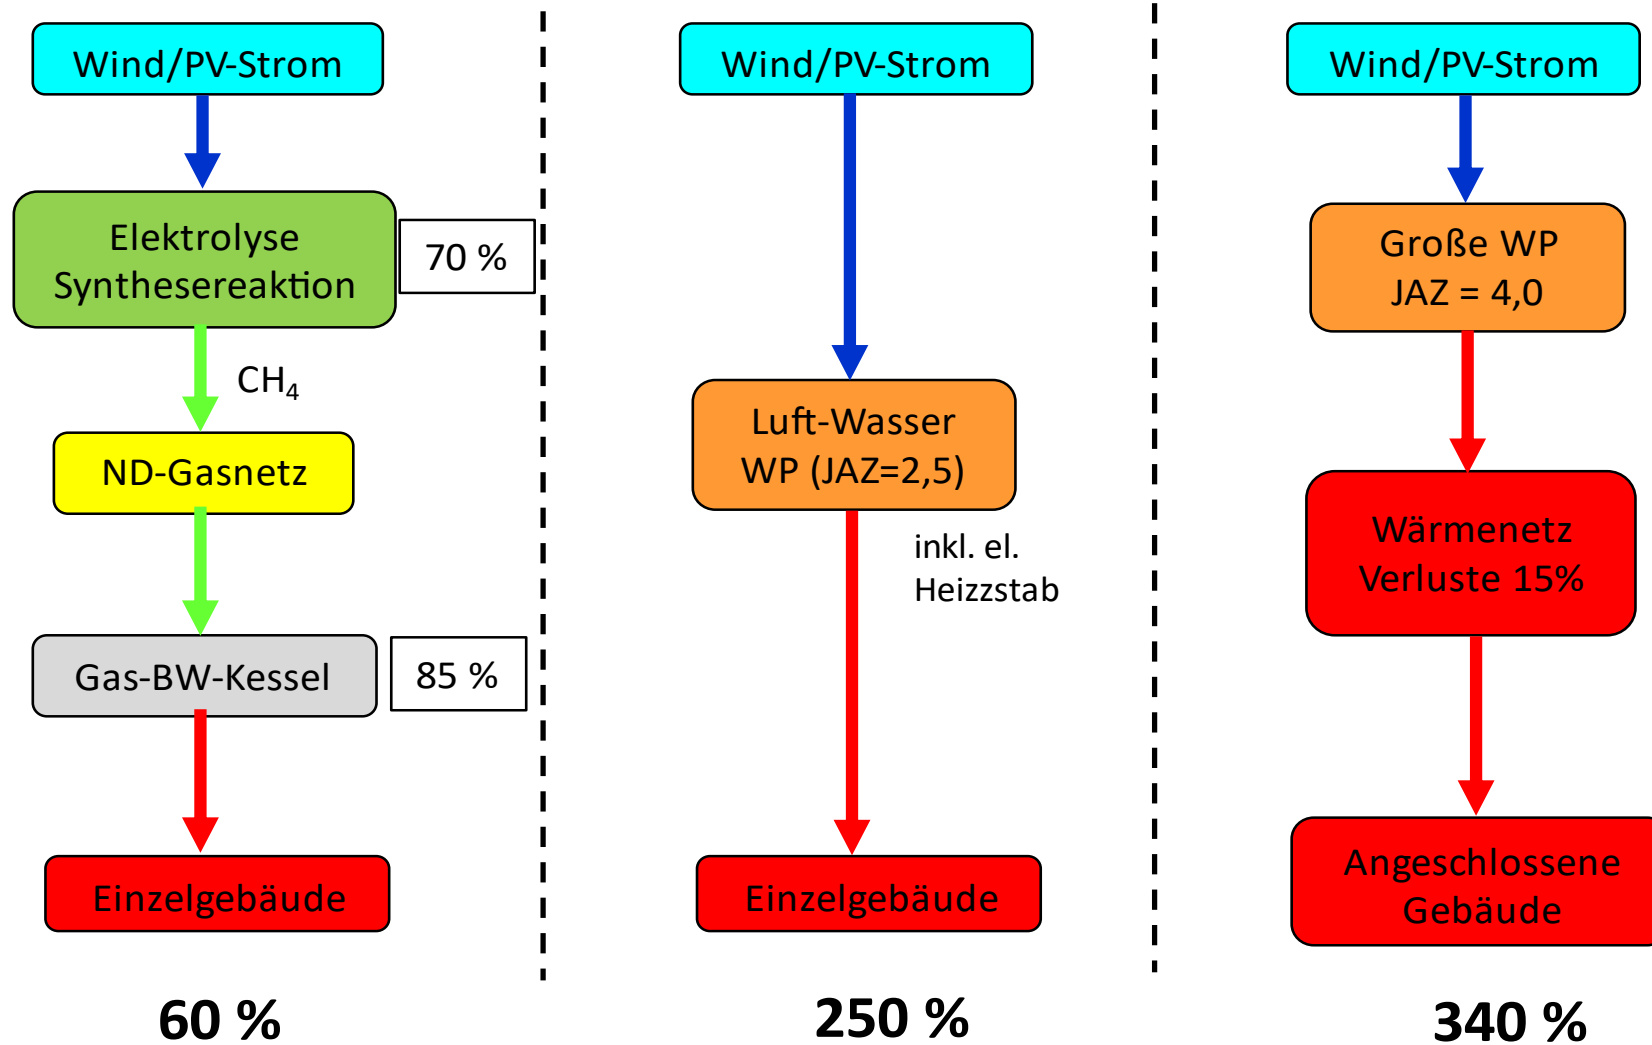 Wind/PV-Strom
Elektrolyse
Synthesereaktion
70 %
CH₄
ND-Gasnetz
Gas-BW-Kessel
85 %
Einzelgebäude
60 %
Wind/PV-Strom
Luft-Wasser
WP (JAZ=2,5)
inkl. el.
Heizzstab
Einzelgebäude
250 %
Wind/PV-Strom
Große WP
JAZ = 4,0
Wärmenetz
Verluste 15%
Angeschlossene
Gebäude
340 %